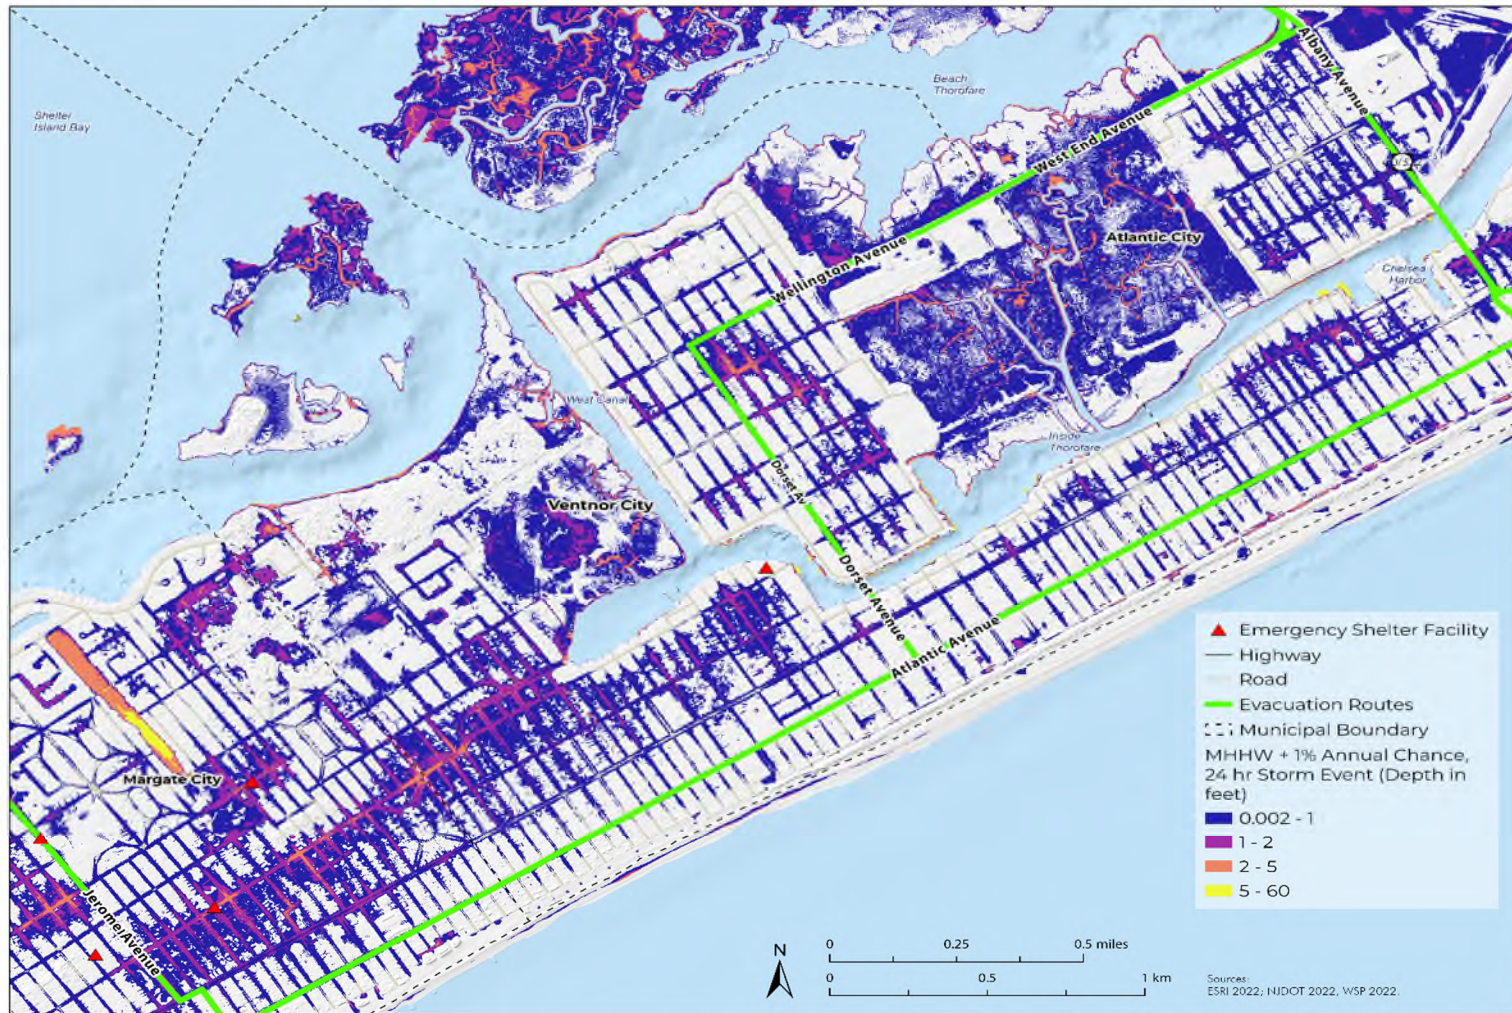 Albany Avenue
Beach
Thorofare
Shelter
Island Bay
West End Avenue
Atlantic City
Wellington Avenue
Chelsea
Harbor
West Canal
Inside
Thorofare
Dorset Av
Ventnor City
Dorset Avenue
Atlantic Avenue
Margate City
Jerome Avenue
Emergency Shelter Facility
Highway
Road
Evacuation Routes
Municipal Boundary
MHHW + 1% Annual Chance,
24 hr Storm Event (Depth in
feet)
0.002 - 1
1 - 2
2 - 5
5 - 60
N
0 0.25 0.5 miles
0 0.5 1 km
Sources:
ESRI 2022; NJDOT 2022, WSP 2022.